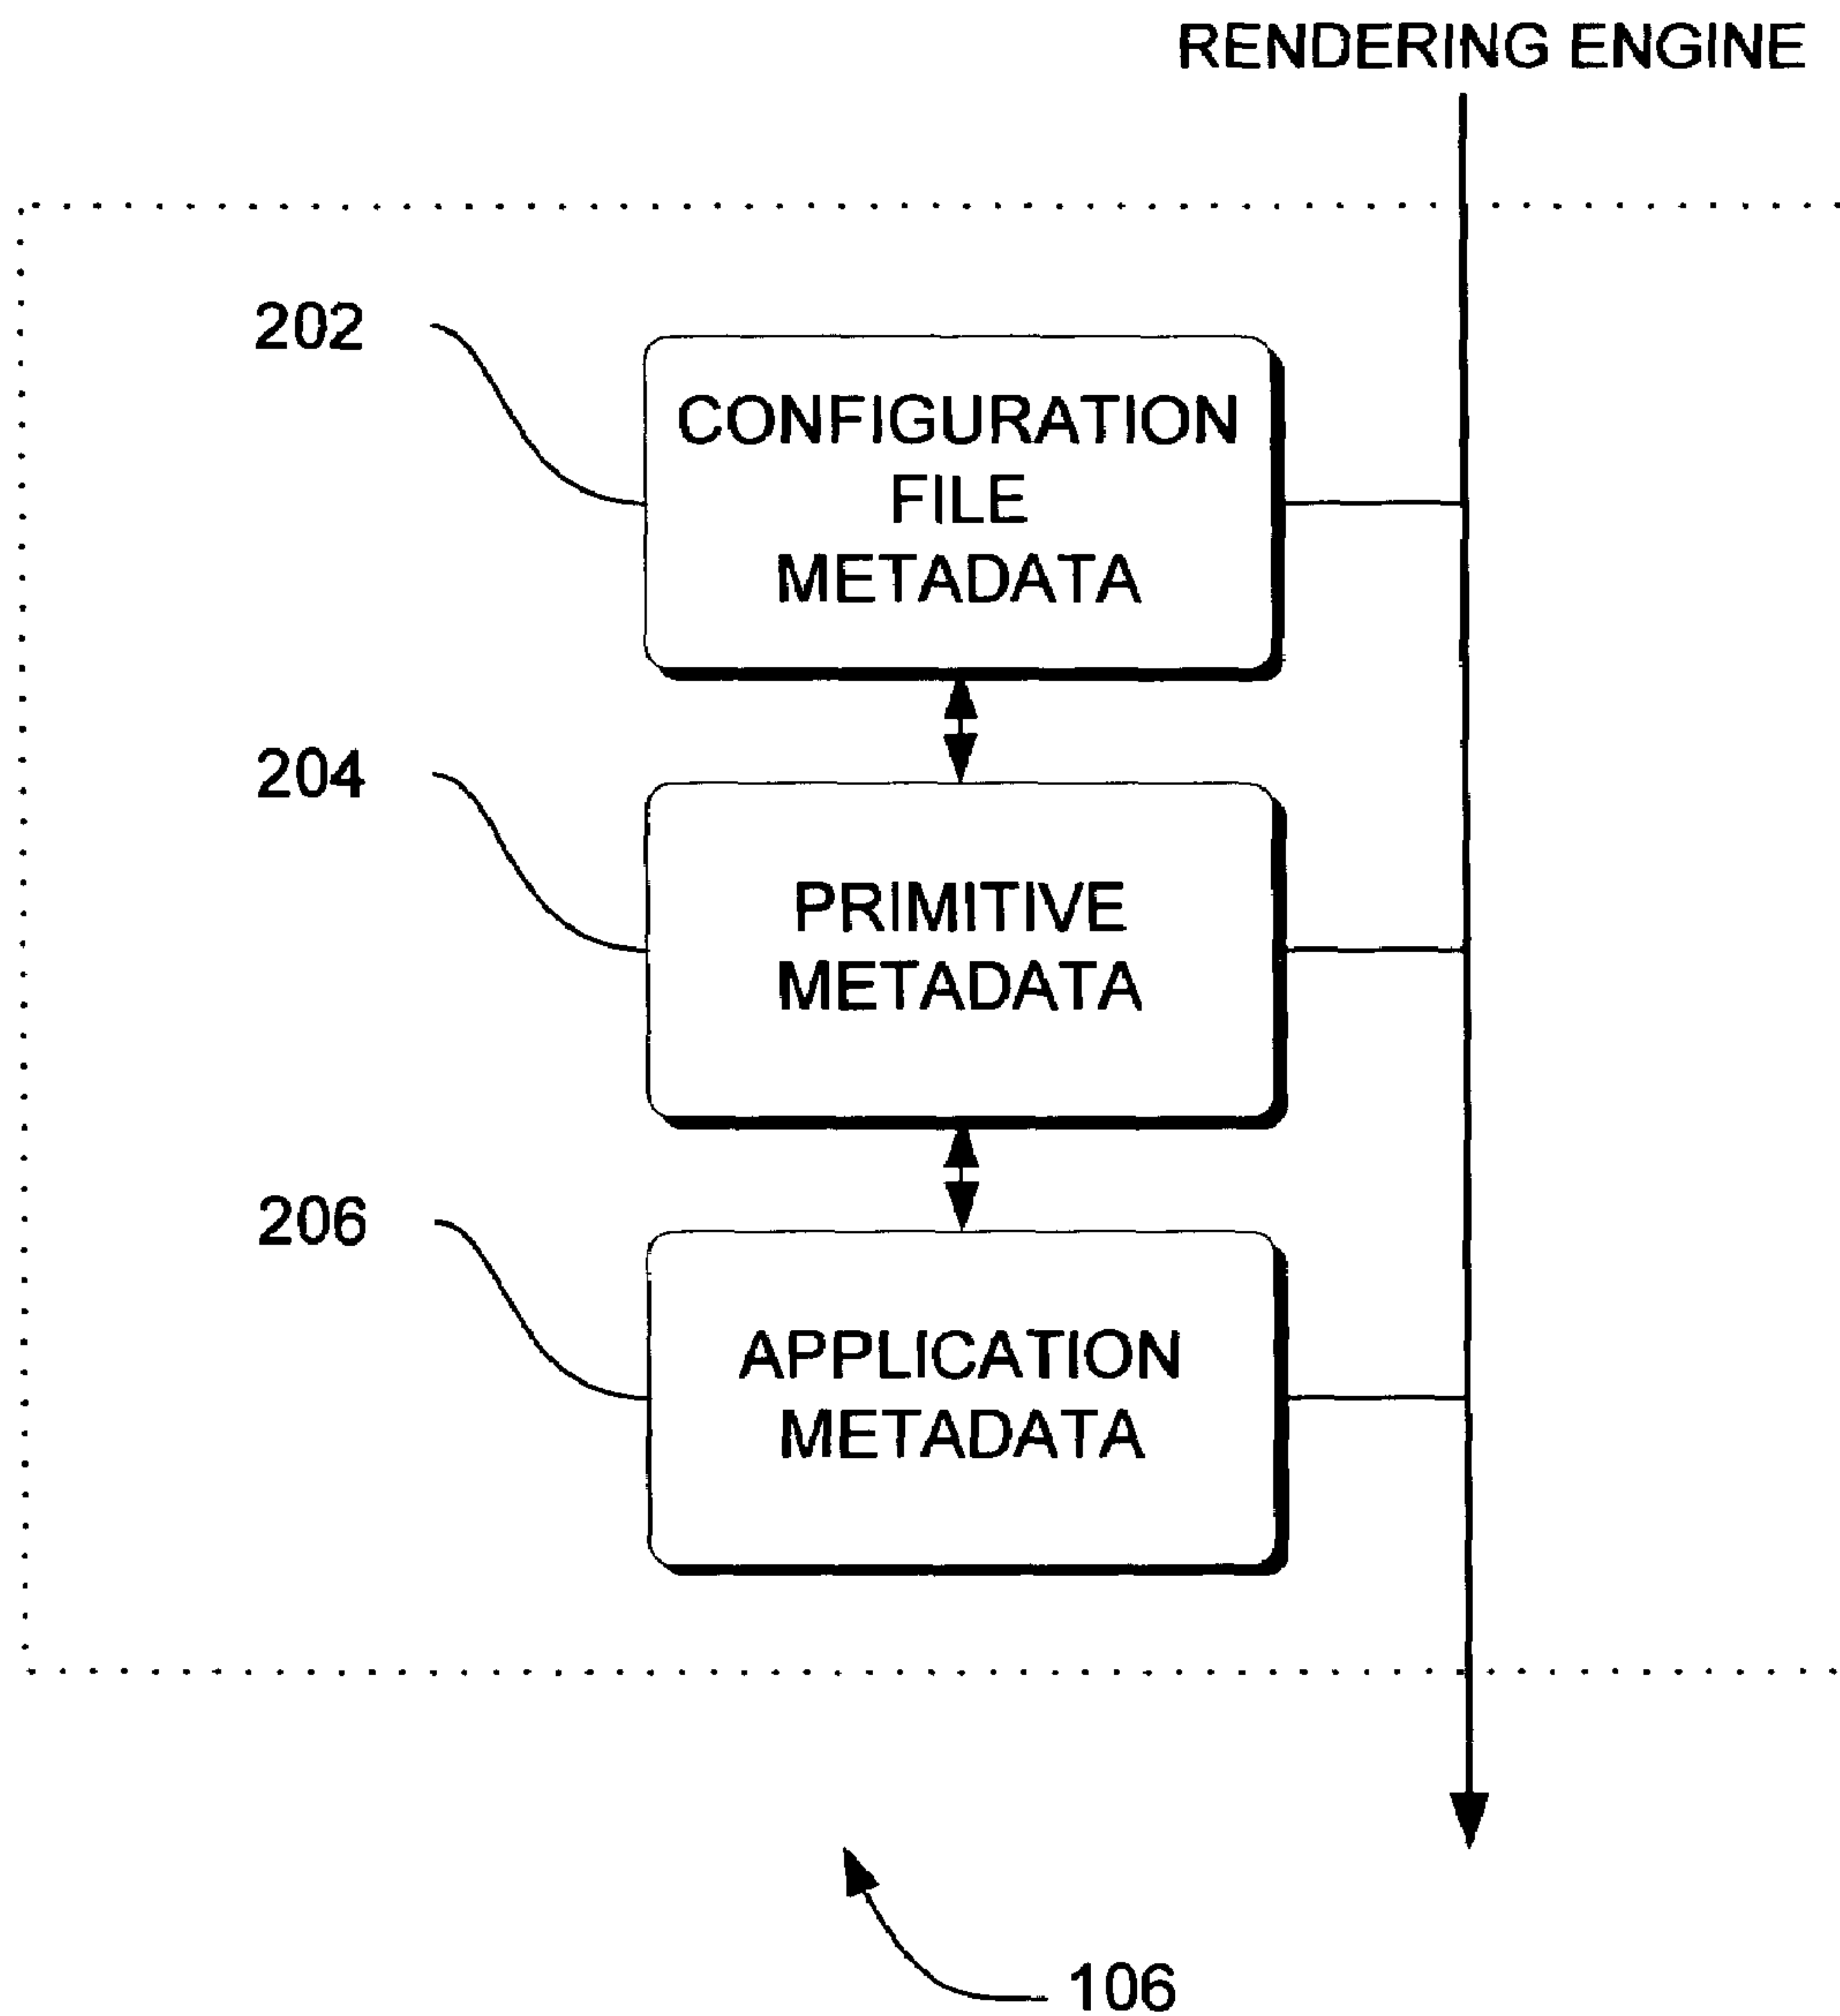 RENDERING ENGINE
202
CONFIGURATION
FILE
METADATA
204
PRIMITIVE
METADATA
206
APPLICATION
METADATA
106